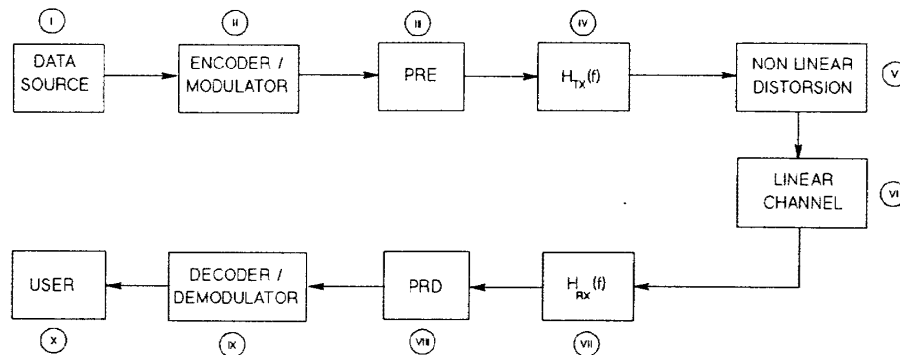 I
II
III
IV
DATA
SOURCE
ENCODER /
MODULATOR
PRE
H_TX(f)
NON LINEAR
DISTORSION
V
LINEAR
CHANNEL
VI
USER
DECODER /
DEMODULATOR
PRD
H_RX(f)
X
IX
VIII
VII